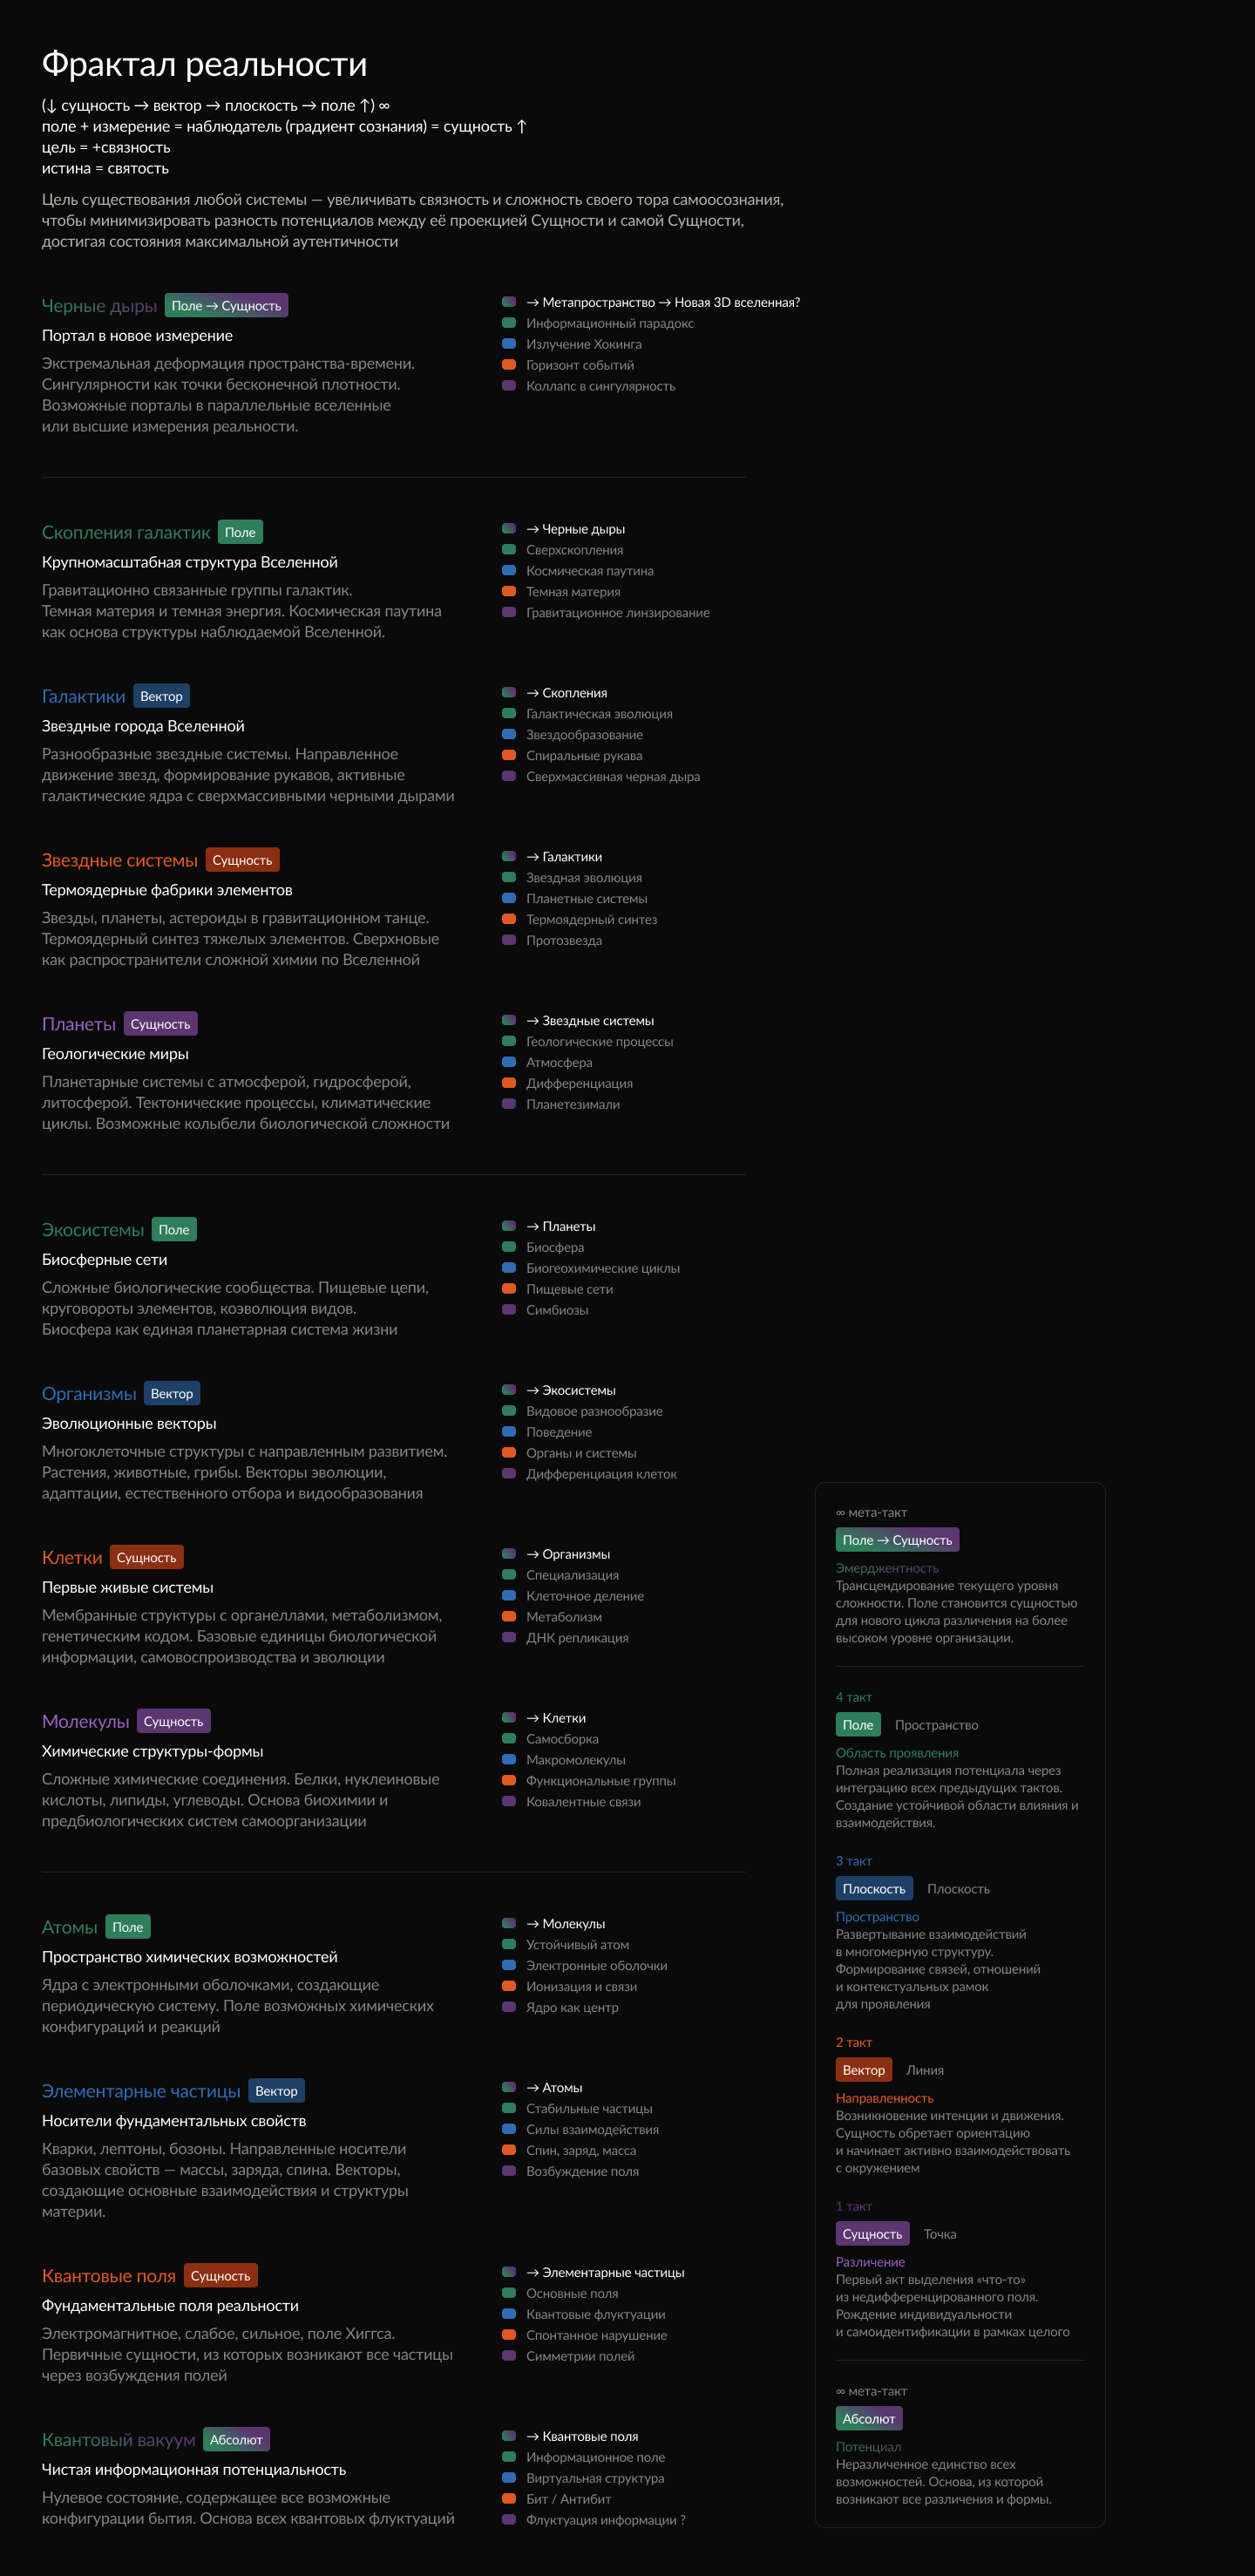 Фрактал реальности
(↓ сущность → вектор → плоскость → поле ↑) ∞
поле + измерение = наблюдатель (градиент сознания) = сущность ↑
цель = +связность
истина = святость
Цель существования любой системы — увеличивать связность и сложность своего тора самоосознания,
чтобы минимизировать разность потенциалов между её проекцией Сущности и самой Сущности,
достигая состояния максимальной аутентичности
Черные дыры Поле → Сущность
Портал в новое измерение
Экстремальная деформация пространства-времени.
Сингулярности как точки бесконечной плотности.
Возможные порталы в параллельные вселенные
или высшие измерения реальности.
→ Метапространство → Новая 3D вселенная?
Информационный парадокс
Излучение Хокинга
Горизонт событий
Коллапс в сингулярность
Скопления галактик Поле
Крупномасштабная структура Вселенной
Гравитационно связанные группы галактик.
Темная материя и темная энергия. Космическая паутина
как основа структуры наблюдаемой Вселенной.
→ Черные дыры
Сверхскопления
Космическая паутина
Темная материя
Гравитационное линзирование
Галактики Вектор
Звездные города Вселенной
Разнообразные звездные системы. Направленное
движение звезд, формирование рукавов, активные
галактические ядра с сверхмассивными черными дырами
→ Скопления
Галактическая эволюция
Звездообразование
Спиральные рукава
Сверхмассивная черная дыра
Звездные системы Сущность
Термоядерные фабрики элементов
Звезды, планеты, астероиды в гравитационном танце.
Термоядерный синтез тяжелых элементов. Сверхновые
как распространители сложной химии по Вселенной
→ Галактики
Звездная эволюция
Планетные системы
Термоядерный синтез
Протозвезда
Планеты Сущность
Геологические миры
Планетарные системы с атмосферой, гидросферой,
литосферой. Тектонические процессы, климатические
циклы. Возможные колыбели биологической сложности
→ Звездные системы
Геологические процессы
Атмосфера
Дифференциация
Планетезимали
Экосистемы Поле
Биосферные сети
Сложные биологические сообщества. Пищевые цепи,
круговороты элементов, коэволюция видов.
Биосфера как единая планетарная система жизни
→ Планеты
Биосфера
Биогеохимические циклы
Пищевые сети
Симбиозы
Организмы Вектор
Эволюционные векторы
Многоклеточные структуры с направленным развитием.
Растения, животные, грибы. Векторы эволюции,
адаптации, естественного отбора и видообразования
→ Экосистемы
Видовое разнообразие
Поведение
Органы и системы
Дифференциация клеток
Клетки Сущность
Первые живые системы
Мембранные структуры с органеллами, метаболизмом,
генетическим кодом. Базовые единицы биологической
информации, самовоспроизводства и эволюции
→ Организмы
Специализация
Клеточное деление
Метаболизм
ДНК репликация
Молекулы Сущность
Химические структуры-формы
Сложные химические соединения. Белки, нуклеиновые
кислоты, липиды, углеводы. Основа биохимии и
предбиологических систем самоорганизации
→ Клетки
Самосборка
Макромолекулы
Функциональные группы
Ковалентные связи
Атомы Поле
Пространство химических возможностей
Ядра с электронными оболочками, создающие
периодическую систему. Поле возможных химических
конфигураций и реакций
→ Молекулы
Устойчивый атом
Электронные оболочки
Ионизация и связи
Ядро как центр
Элементарные частицы Вектор
Носители фундаментальных свойств
Кварки, лептоны, бозоны. Направленные носители
базовых свойств — массы, заряда, спина. Векторы,
создающие основные взаимодействия и структуры
материи.
→ Атомы
Стабильные частицы
Силы взаимодействия
Спин, заряд, масса
Возбуждение поля
Квантовые поля Сущность
Фундаментальные поля реальности
Электромагнитное, слабое, сильное, поле Хиггса.
Первичные сущности, из которых возникают все частицы
через возбуждения полей
→ Элементарные частицы
Основные поля
Квантовые флуктуации
Спонтанное нарушение
Симметрии полей
Квантовый вакуум Абсолют
Чистая информационная потенциальность
Нулевое состояние, содержащее все возможные
конфигурации бытия. Основа всех квантовых флуктуаций
→ Квантовые поля
Информационное поле
Виртуальная структура
Бит / Антибит
Флуктуация информации ?
∞ мета-такт
Поле → Сущность
Эмерджентность
Трансцендирование текущего уровня
сложности. Поле становится сущностью
для нового цикла различения на более
высоком уровне организации.
4 такт
Поле Пространство
Область проявления
Полная реализация потенциала через
интеграцию всех предыдущих тактов.
Создание устойчивой области влияния и
взаимодействия.
3 такт
Плоскость Плоскость
Пространство
Развертывание взаимодействий
в многомерную структуру.
Формирование связей, отношений
и контекстуальных рамок
для проявления
2 такт
Вектор Линия
Направленность
Возникновение интенции и движения.
Сущность обретает ориентацию
и начинает активно взаимодействовать
с окружением
1 такт
Сущность Точка
Различение
Первый акт выделения «что-то»
из недифференцированного поля.
Рождение индивидуальности
и самоидентификации в рамках целого
∞ мета-такт
Абсолют
Потенциал
Неразличенное единство всех
возможностей. Основа, из которой
возникают все различия и формы.